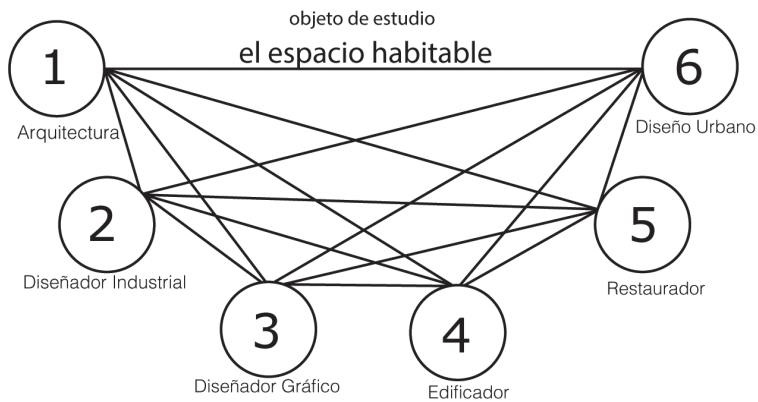 objeto de estudio
el espacio habitable
1
Arquitectura
6
Diseño Urbano
2
Diseñador Industrial
5
Restaurador
3
Diseñador Gráfico
4
Edificador